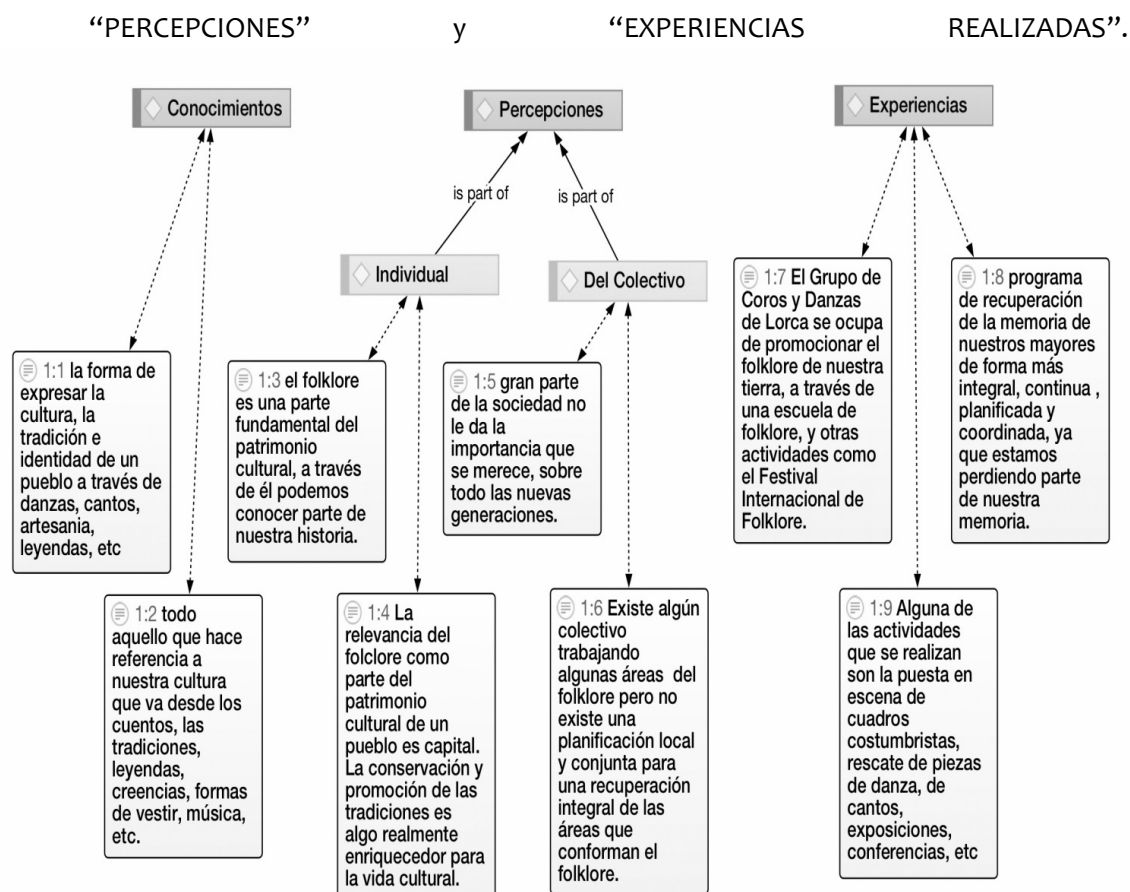 “PERCEPCIONES” y “EXPERIENCIAS REALIZADAS”.
Conocimientos
Percepciones
Experiencias
is part of
is part of
Individual
Del Colectivo
1:1 la forma de
expresar la
cultura, la
tradición e
identidad de un
pueblo a través de
danzas, cantos,
artesania,
leyendas, etc
1:3 el folklore
es una parte
fundamental del
patrimonio
cultural, a través
de él podemos
conocer parte de
nuestra historia.
1:5 gran parte
de la sociedad no
le da la
importancia que
se merece, sobre
todo las nuevas
generaciones.
1:7 El Grupo de
Coros y Danzas
de Lorca se ocupa
de promocionar el
folklore de nuestra
tierra, a través de
una escuela de
folklore, y otras
actividades como
el Festival
Internacional de
Folklore.
1:8 programa
de recuperación
de la memoria de
nuestros mayores
de forma más
integral, continua ,
planificada y
coordinada, ya
que estamos
perdiendo parte
de nuestra
memoria.
1:2 todo
aquello que hace
referencia a
nuestra cultura
que va desde los
cuentos, las
tradiciones,
leyendas,
creencias, formas
de vestir, música,
etc.
1:4 La
relevancia del
folclore como
parte del
patrimonio
cultural de un
pueblo es capital.
La conservación y
promoción de las
tradiciones es
algo realmente
enriquecedor para
la vida cultural.
1:6 Existe algún
colectivo
trabajando
algunas áreas del
folklore pero no
existe una
planificación local
y conjunta para
una recuperación
integral de las
áreas que
conforman el
folklore.
1:9 Alguna de
las actividades
que se realizan
son la puesta en
escena de
cuadros
costumbristas,
rescate de piezas
de danza, de
cantos,
exposiciones,
conferencias, etc